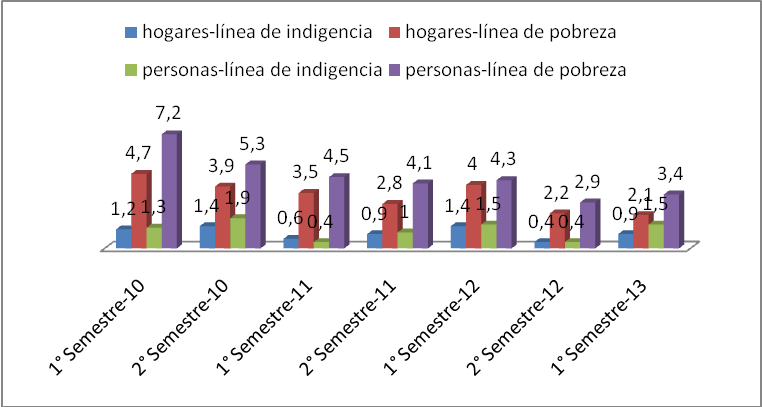 hogares-línea de indigencia hogares-línea de pobreza
personas-línea de indigencia personas-línea de pobreza
1,2 4,7 1,3 7,2
1,4 3,9 1,9 5,3
0,6 3,5 0,4 4,5
0,9 2,8 1 4,1
1,4 4 1,5 4,3
0,4 2,2 0,4 2,9
0,9 2,1 1,5 3,4
1° Semestre-10
2° Semestre-10
1° Semestre-11
2° Semestre-11
1° Semestre-12
2° Semestre-12
1° Semestre-13